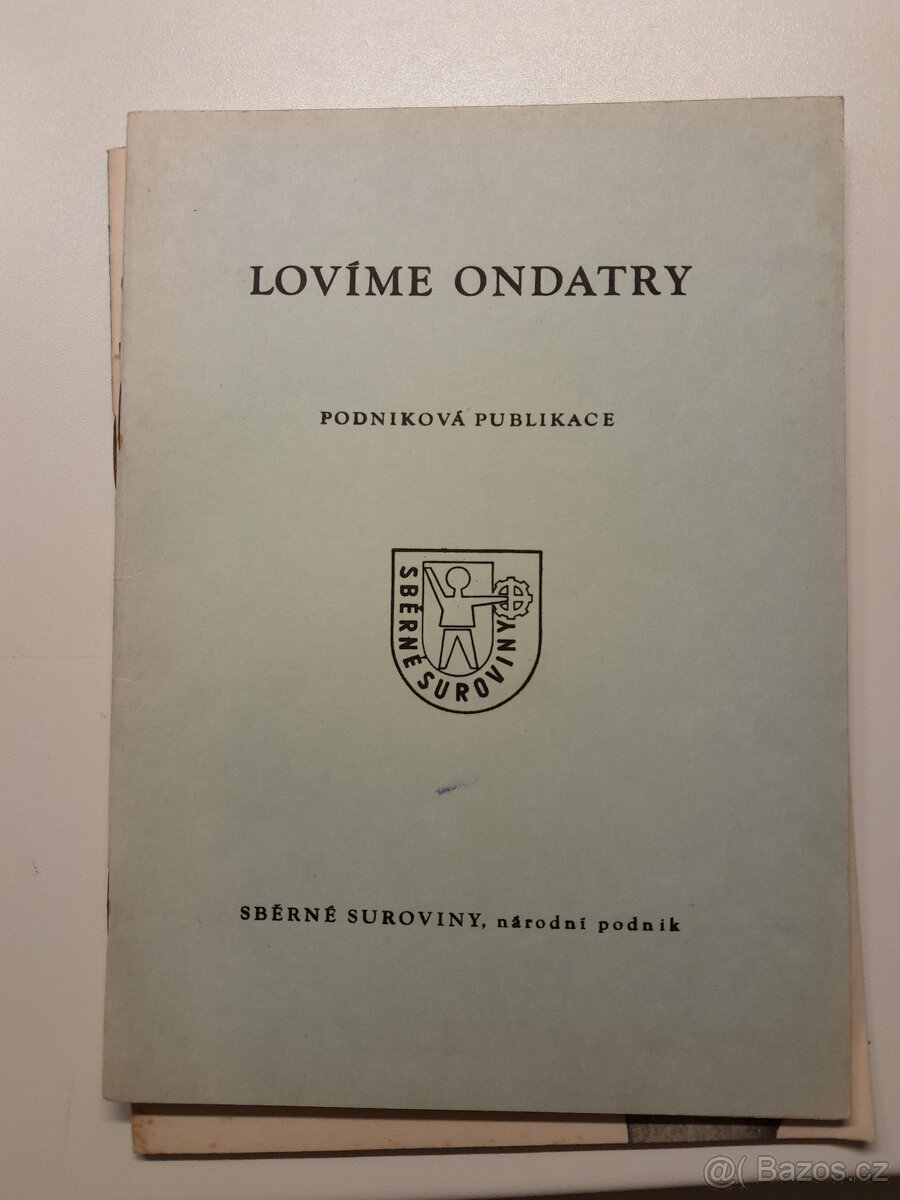 LOVÍME ONDATRY
PODNIKOVÁ PUBLIKACE
SBĚRNÉ SUROVINY
SBĚRNÉ SUROVINY, národní podnik
@( Bazos.cz